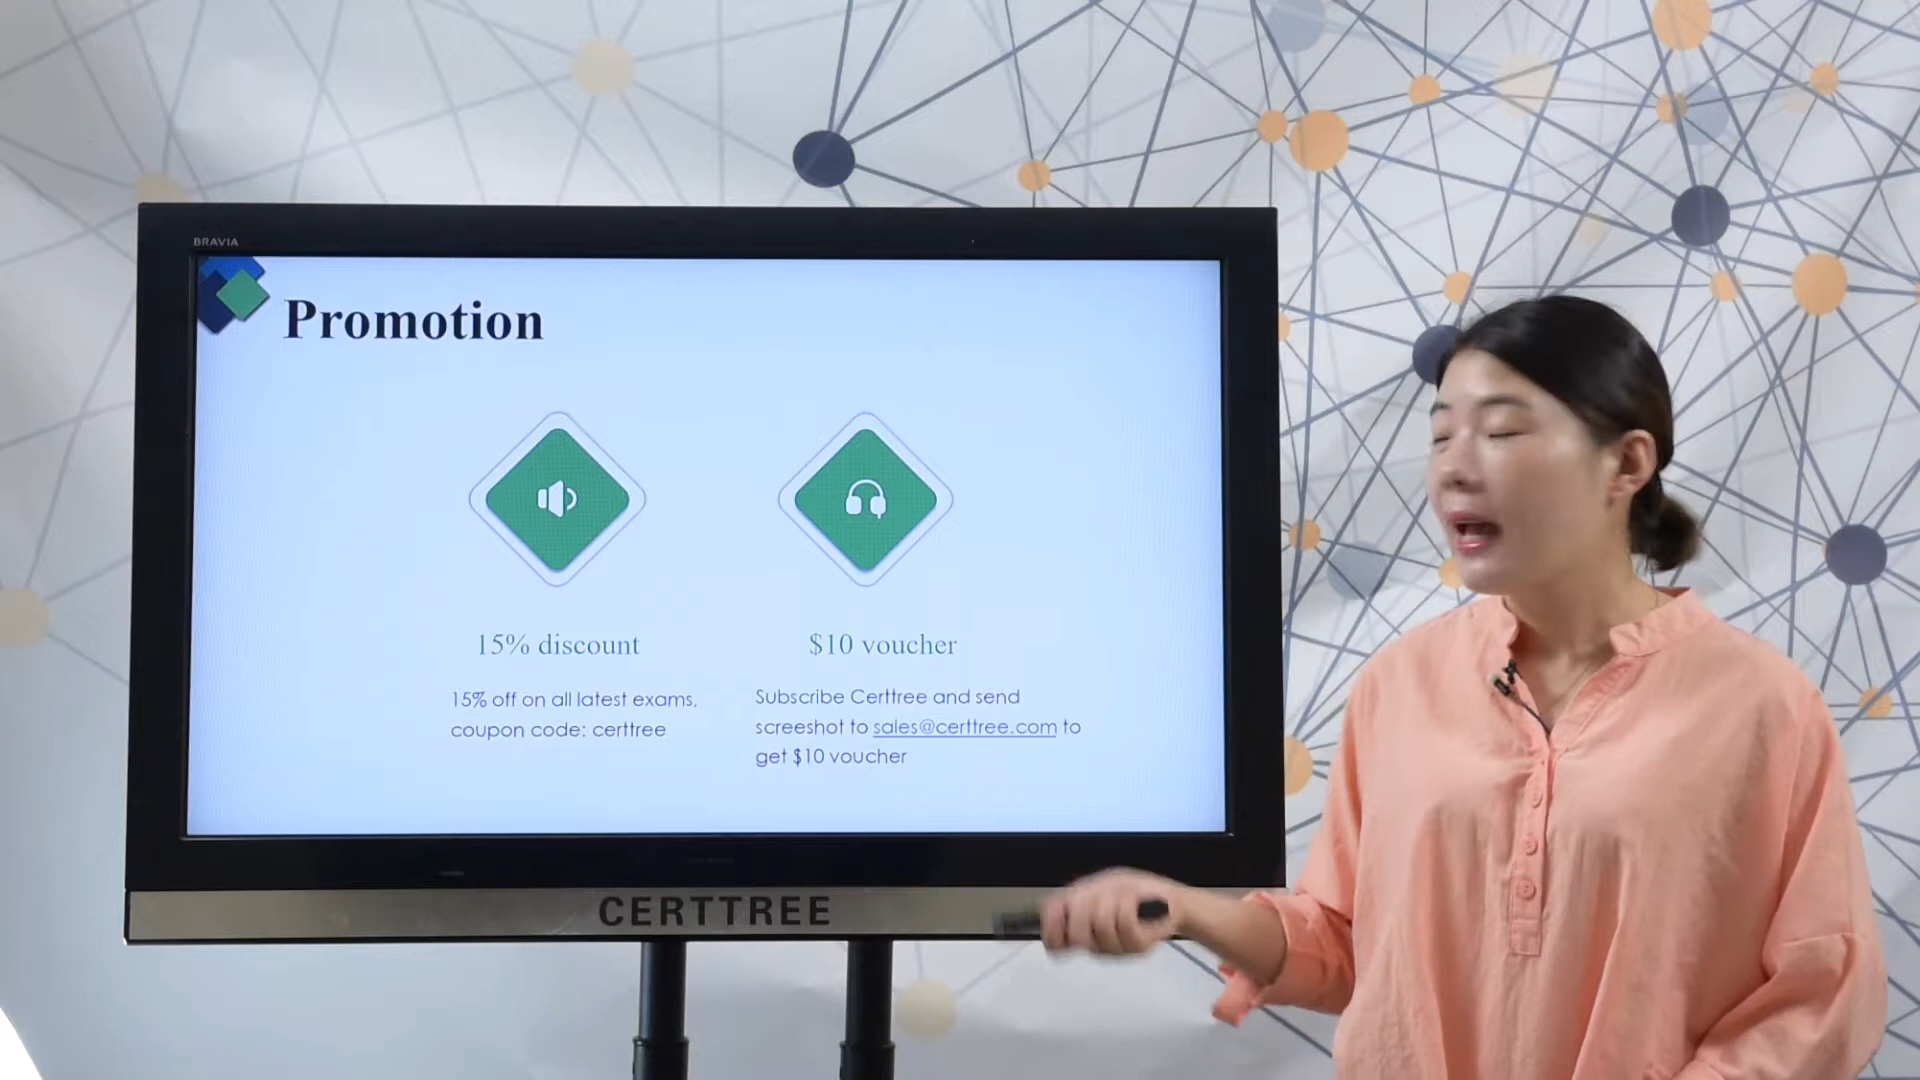 BRAVIA
Promotion
15% discount
15% off on all latest exams,
coupon code: certtree
$10 voucher
Subscribe Certtree and send
screeshot to sales@certtree.com to
get $10 voucher
CERTTREE